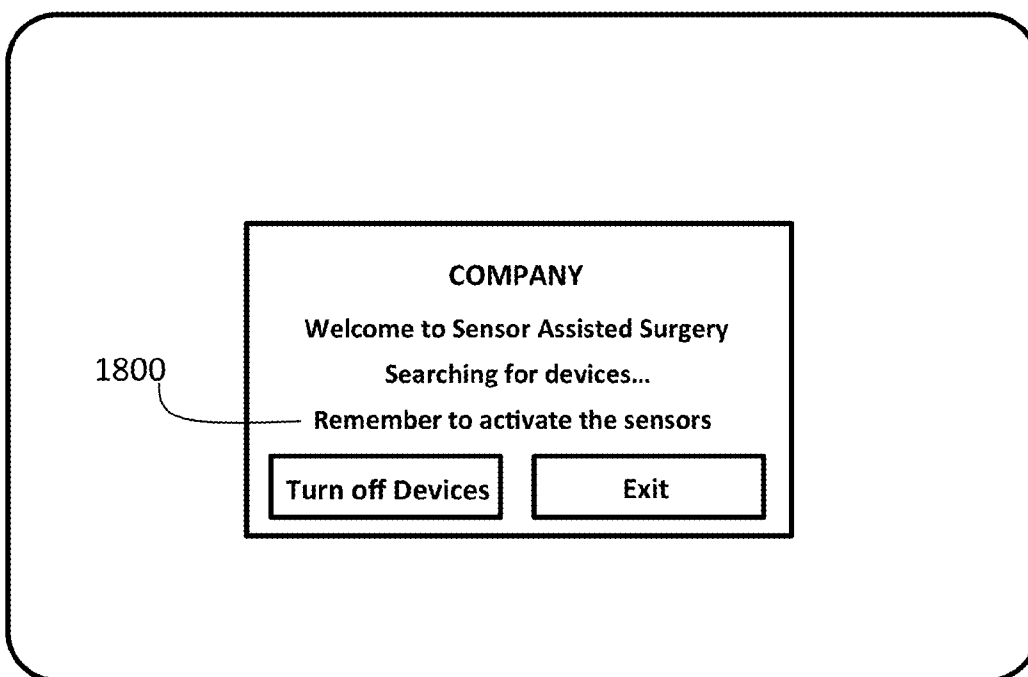 COMPANY
Welcome to Sensor Assisted Surgery
Searching for devices...
1800
Remember to activate the sensors
Turn off Devices
Exit